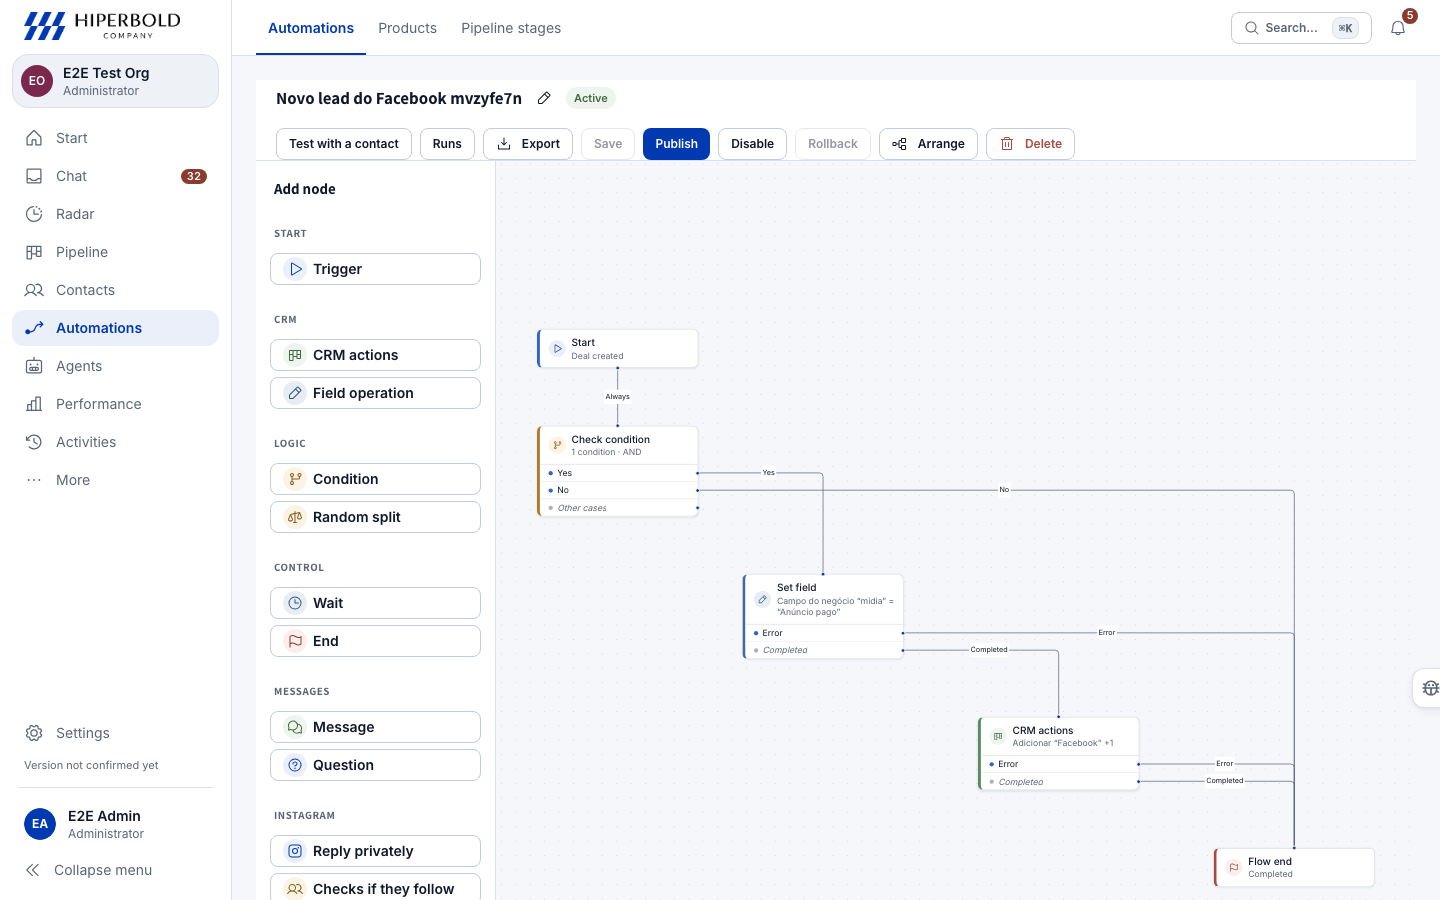 HIPERBOLD
COMPANY
EO
E2E Test Org
Administrator
Start
Chat
32
Radar
Pipeline
Contacts
Automations
Agents
Performance
Activities
More
Settings
Version not confirmed yet
EA
E2E Admin
Administrator
Collapse menu
Automations
Products
Pipeline stages
Search...
⌘K
5
Novo lead do Facebook mvzyfe7n
Active
Test with a contact
Runs
Export
Save
Publish
Disable
Rollback
Arrange
Delete
Add node
START
Trigger
CRM
CRM actions
Field operation
LOGIC
Condition
Random split
CONTROL
Wait
End
MESSAGES
Message
Question
INSTAGRAM
Reply privately
Checks if they follow
Start
Deal created
Always
Check condition
1 condition · AND
Yes
No
Other cases
Yes
No
Set field
Campo do negócio “midia” =
“Anúncio pago”
Error
Completed
Error
Completed
CRM actions
Adicionar “Facebook” +1
Error
Completed
Error
Completed
Flow end
Completed